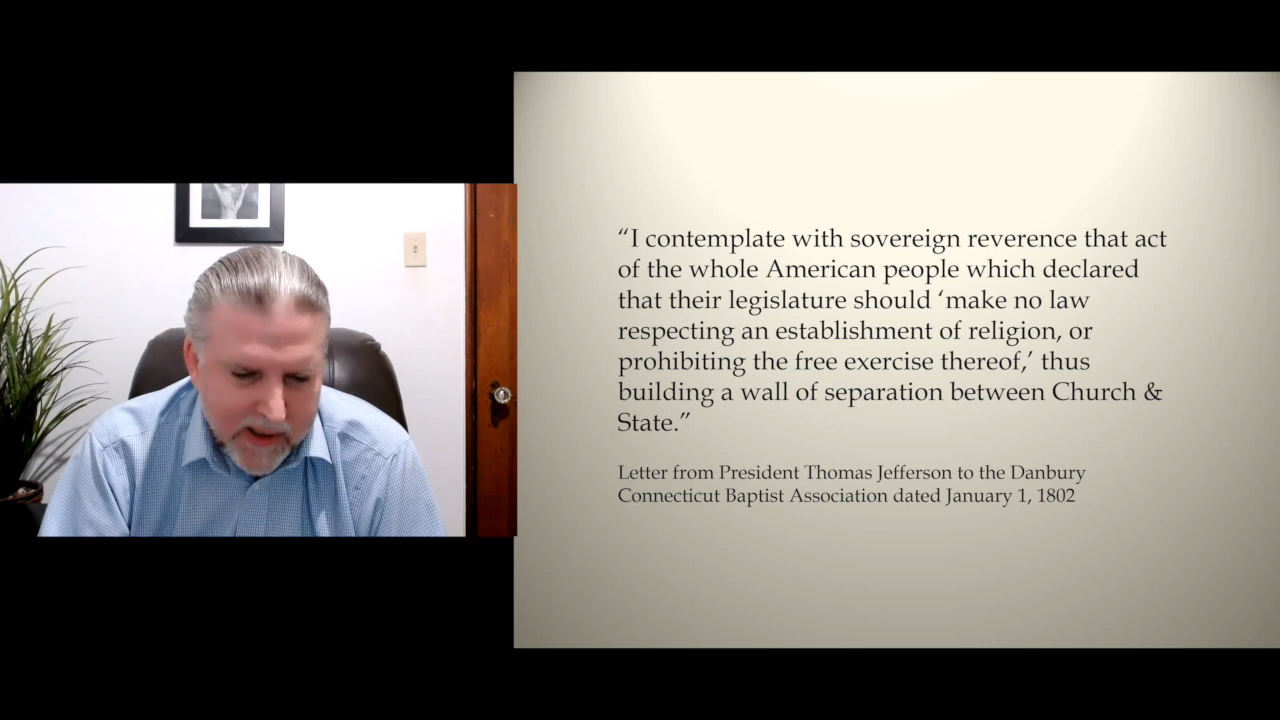 “I contemplate with sovereign reverence that act
of the whole American people which declared
that their legislature should ‘make no law
respecting an establishment of religion, or
prohibiting the free exercise thereof,’ thus
building a wall of separation between Church &
State.”
Letter from President Thomas Jefferson to the Danbury
Connecticut Baptist Association dated January 1, 1802